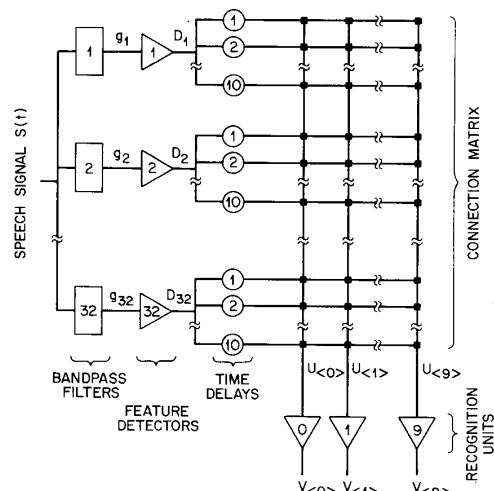 SPEECH SIGNAL S(t)
1
g1
1
D1
1
2
10
2
g2
2
D2
1
2
10
32
g32
32
D32
1
2
10
CONNECTION MATRIX
BANDPASS
FILTERS
FEATURE
DETECTORS
TIME
DELAYS
U<0>
U<1>
U<9>
0
1
9
RECOGNITION
UNITS
V<0>
V<1>
V<9>